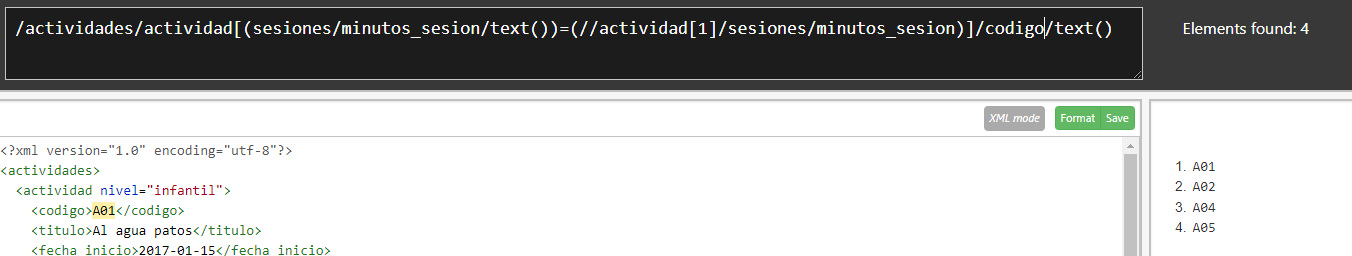 /actividades/actividad[(sesiones/minutos_sesion/text())=(//actividad[1]/sesiones/minutos_sesion)]/codigo/text()
Elements found: 4
XML mode
Format
Save
<?xml version="1.0" encoding="utf-8"?>
<actividades>
<actividad nivel="infantil">
<codigo>A01</codigo>
<titulo>Al agua patos</titulo>
<fecha_inicio>2017-01-15</fecha_inicio>
1. A01
2. A02
3. A04
4. A05